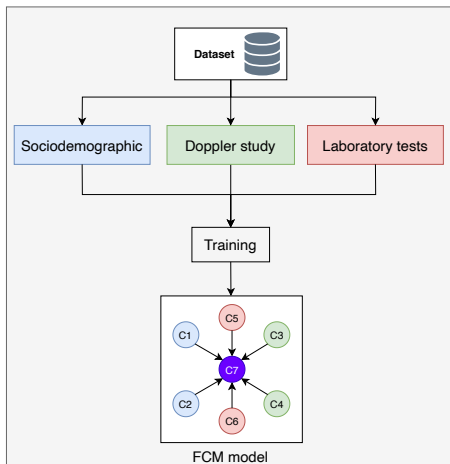 Dataset
Sociodemographic
Doppler study
Laboratory tests
Training
C5
C1
C3
C7
C2
C4
C6
FCM model